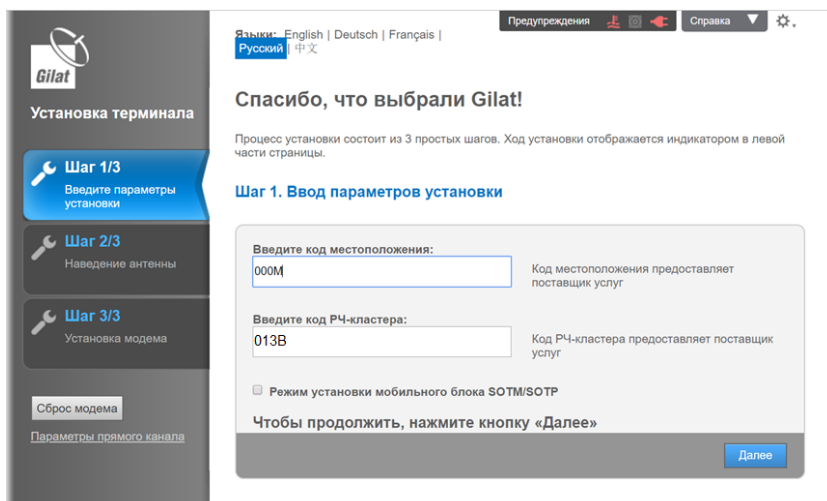 Gilat
Установка терминала
Шаг 1/3
Введите параметры
установки
Шаг 2/3
Наведение антенны
Шаг 3/3
Установка модема
Сброс модема
Параметры прямого канала
Предупреждения
Справка
Языки: English | Deutsch | Français |
Русский | 中文
Спасибо, что выбрали Gilat!
Процесс установки состоит из 3 простых шагов. Ход установки отображается индикатором в левой
части страницы.
Шаг 1. Ввод параметров установки
Введите код местоположения:
000M
Код местоположения предоставляет
поставщик услуг
Введите код РЧ-кластера:
013B
Код РЧ-кластера предоставляет поставщик
услуг
Режим установки мобильного блока SOTM/SOTP
Чтобы продолжить, нажмите кнопку «Далее»
Далее